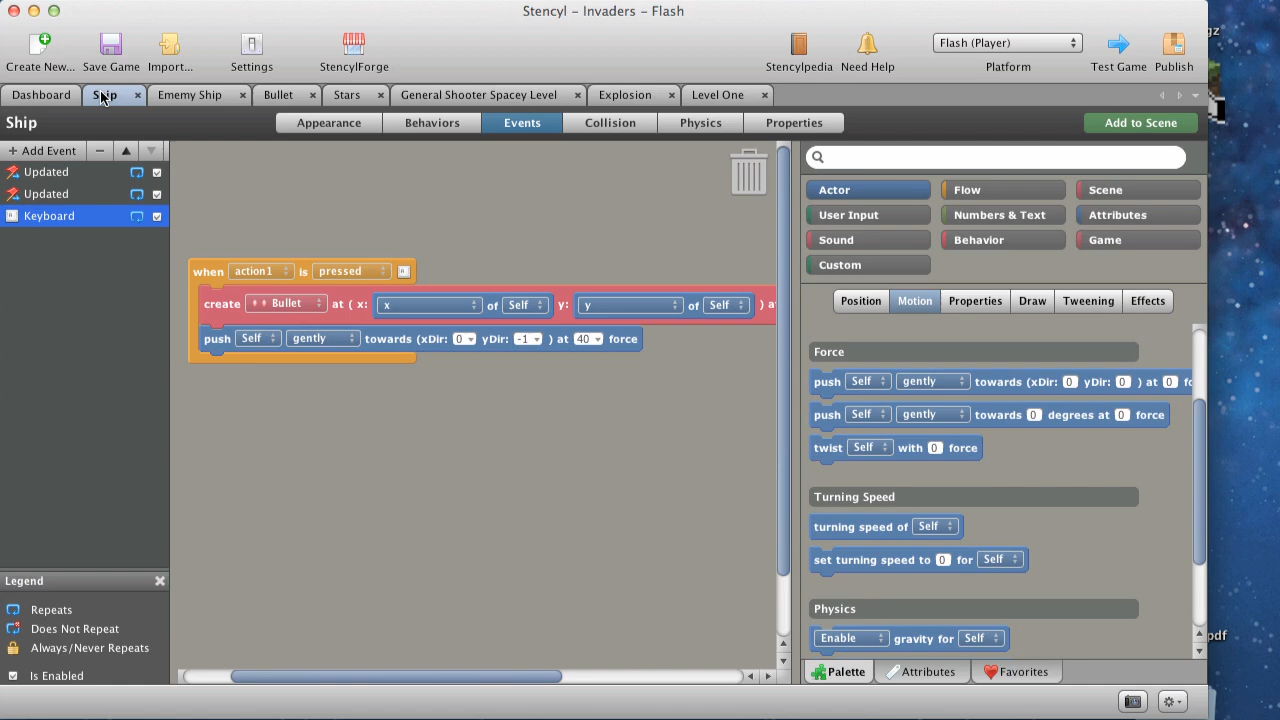 Stencyl – Invaders – Flash
gz
Create New... Save Game Import... Settings StencylForge Stencylpedia Need Help Flash (Player) Platform Test Game Publish
Dashboard Ship Ememy Ship Bullet Stars General Shooter Spacey Level Explosion Level One
Ship Appearance Behaviors Events Collision Physics Properties Add to Scene
+ Add Event
Updated
Updated
Keyboard
when action1 is pressed
create Bullet at ( x: x of Self y: y of Self ) at
push Self gently towards (xDir: 0 yDir: -1 ) at 40 force
Actor Flow Scene
User Input Numbers & Text Attributes
Sound Behavior Game
Custom
Position Motion Properties Draw Tweening Effects
Force
push Self gently towards (xDir: 0 yDir: 0 ) at 0 fo
push Self gently towards 0 degrees at 0 force
twist Self with 0 force
Turning Speed
turning speed of Self
set turning speed to 0 for Self
Physics
Enable gravity for Self
pdf
Legend
Repeats
Does Not Repeat
Always/Never Repeats
Is Enabled
Palette Attributes Favorites